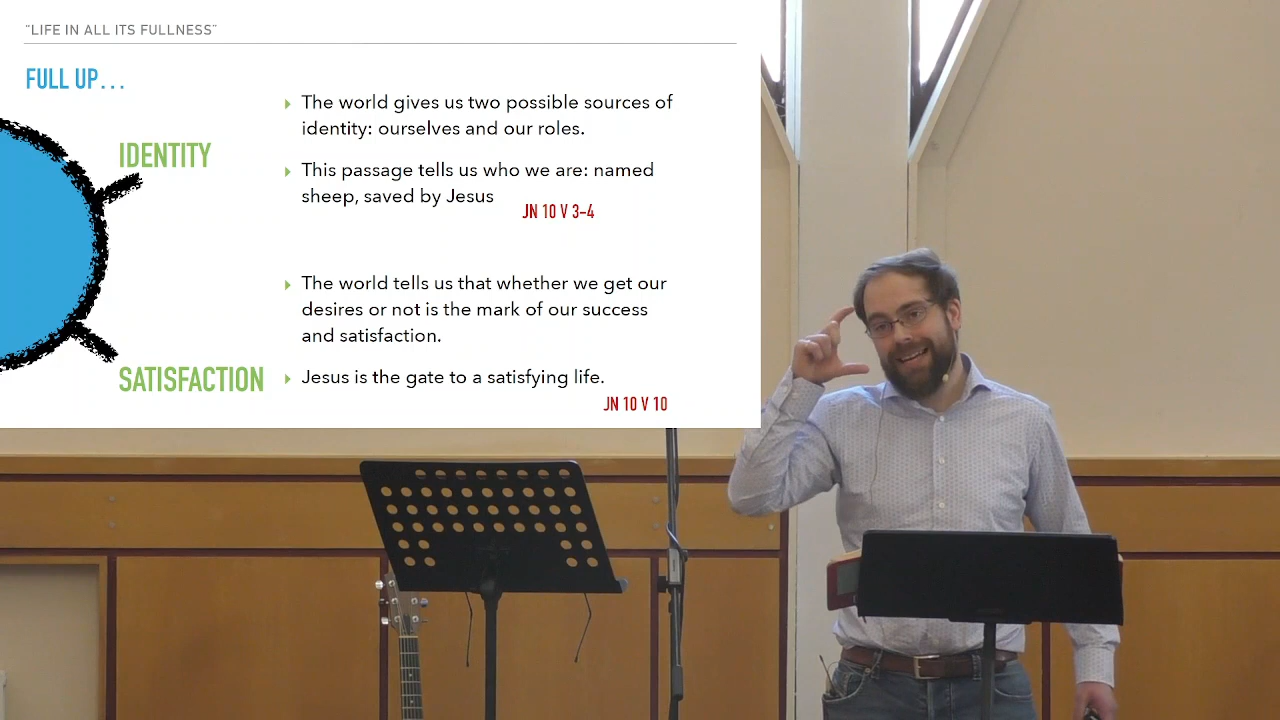 “LIFE IN ALL ITS FULLNESS”
FULL UP...
IDENTITY
The world gives us two possible sources of
identity: ourselves and our roles.
This passage tells us who we are: named
sheep, saved by Jesus
JN 10 V 3–4
The world tells us that whether we get our
desires or not is the mark of our success
and satisfaction.
SATISFACTION
Jesus is the gate to a satisfying life.
JN 10 V 10